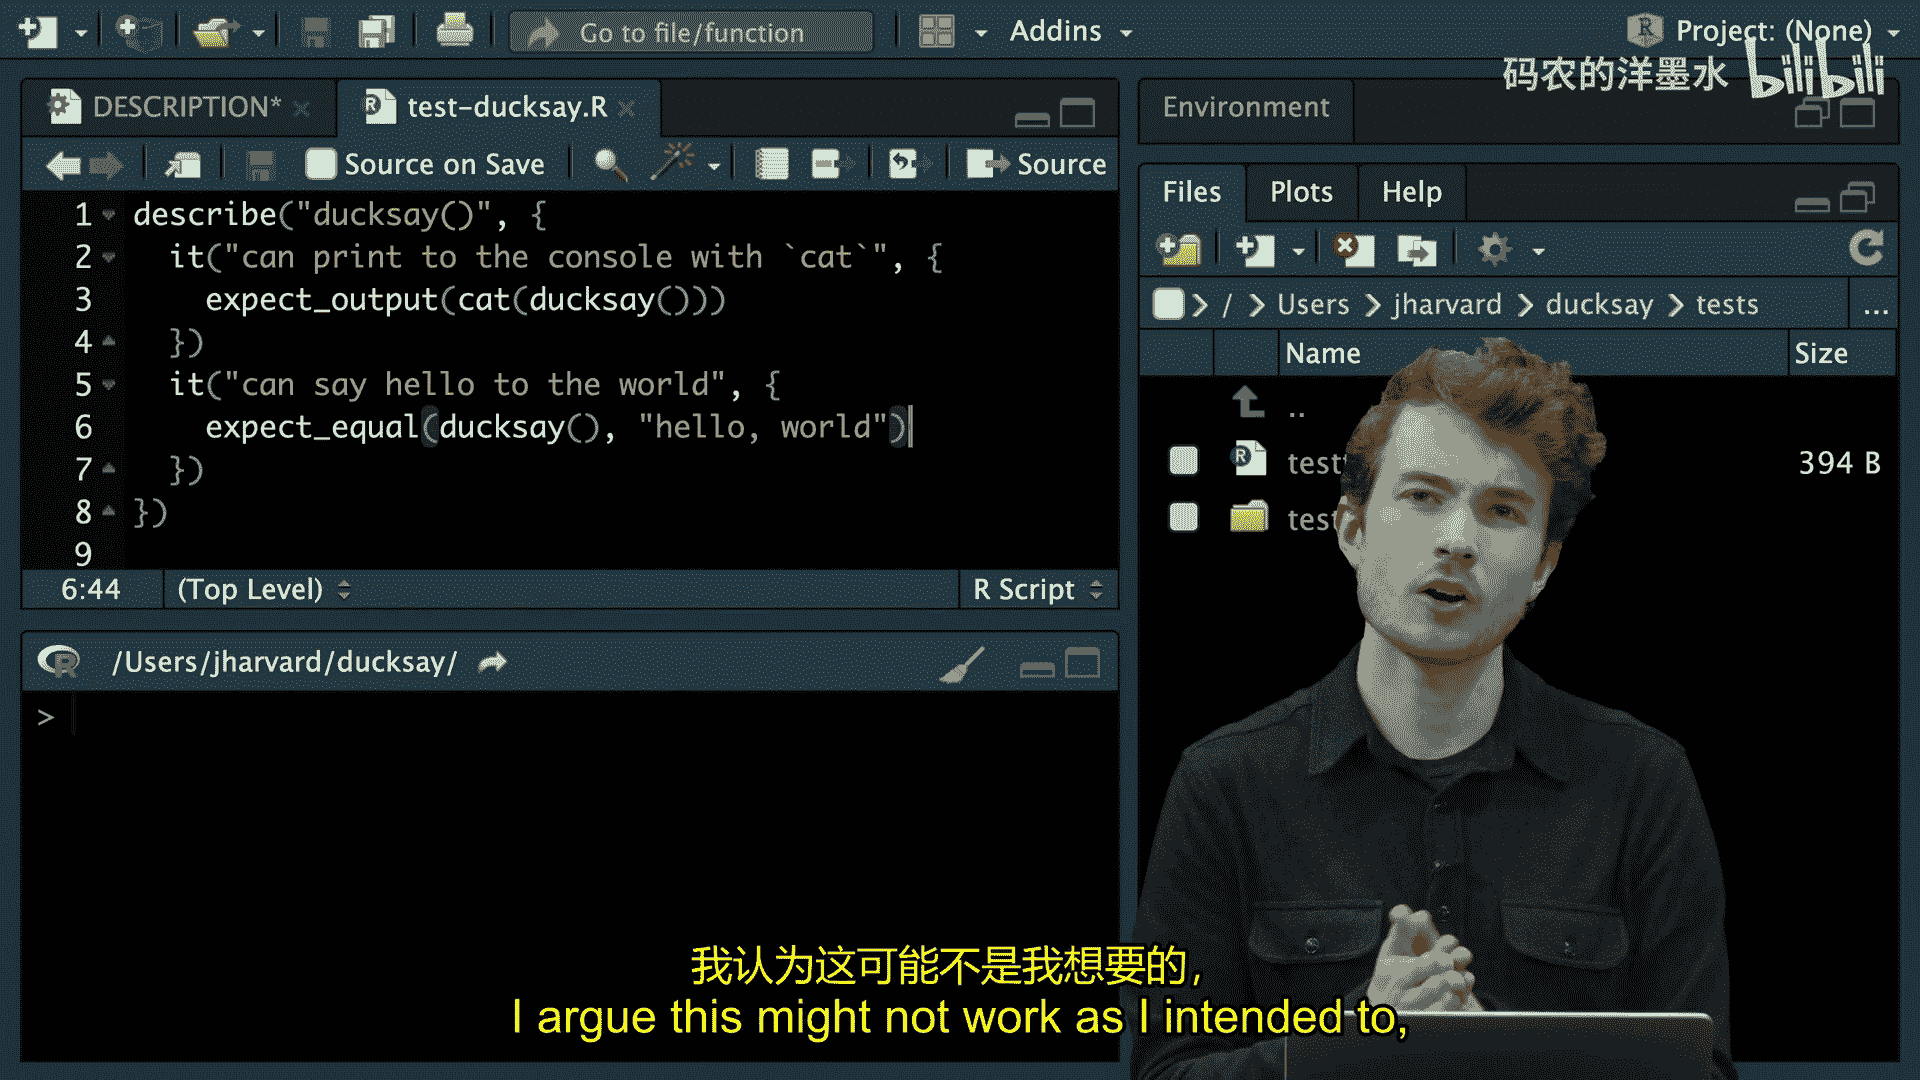 Go to file/function
Addins
Project: (None)
码农的洋墨水 bilibili
DESCRIPTION*
test-ducksay.R
Source on Save
Source
1 describe("ducksay()", {
2 it("can print to the console with `cat`", {
3 expect_output(cat(ducksay()))
4 })
5 it("can say hello to the world", {
6 expect_equal(ducksay(), "hello, world")
7 })
8 })
9
6:44 (Top Level) R Script
/Users/jharvard/ducksay/
>
Environment
Files Plots Help
/ Users jharvard ducksay tests ...
Name Size
..
394 B
我认为这可能不是我想要的,
I argue this might not work as I intended to,